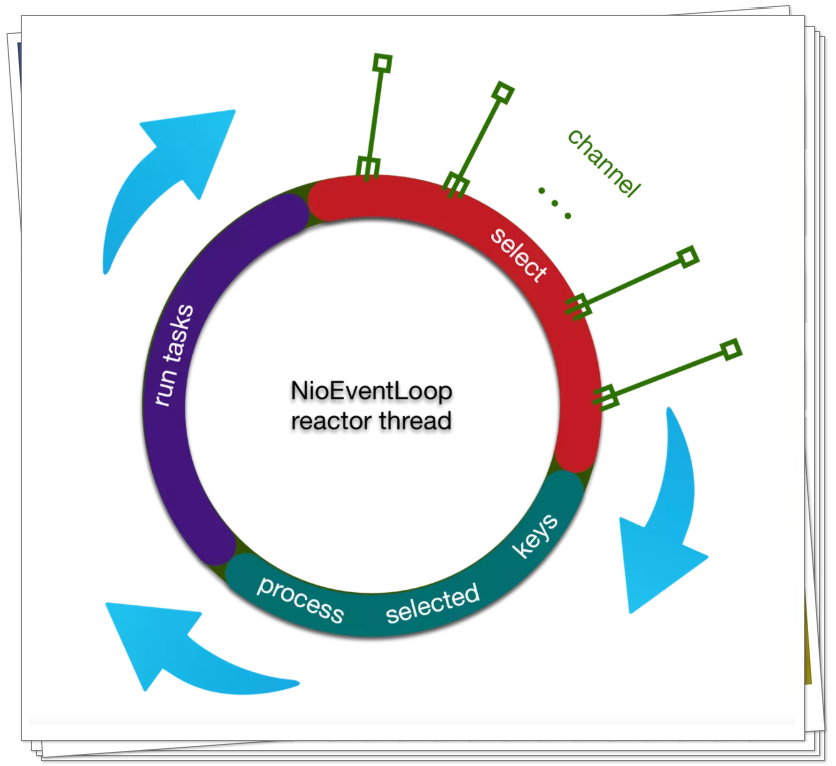 channel
select
run tasks
NioEventLoop
reactor thread
keys
process selected